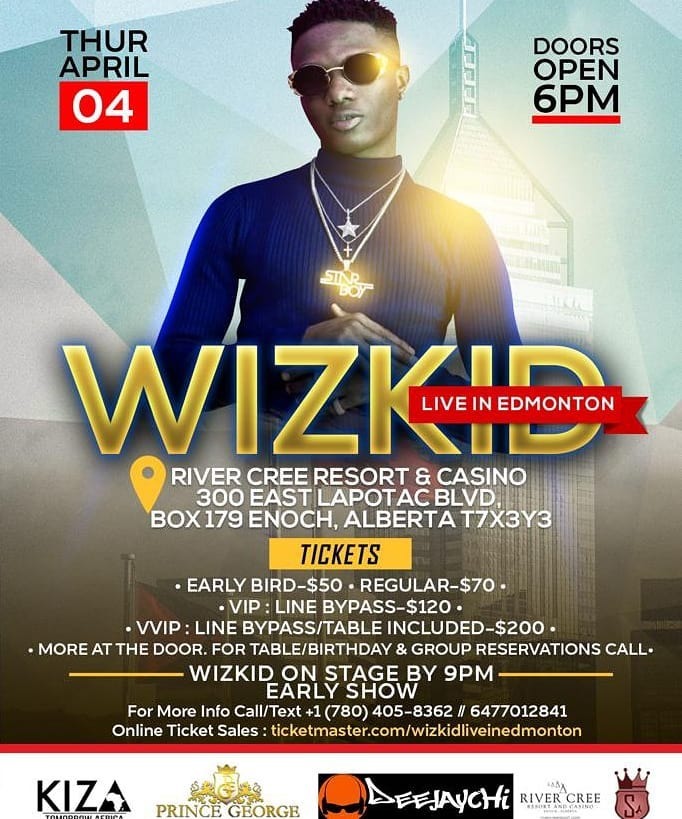 THUR
APRIL
04
DOORS
OPEN
6PM
STAR
BOY
WIZKID
LIVE IN EDMONTON
RIVER CREE RESORT & CASINO
300 EAST LAPOTAC BLVD,
BOX 179 ENOCH, ALBERTA T7X3Y3
TICKETS
• EARLY BIRD-$50 • REGULAR-$70 •
• VIP : LINE BYPASS-$120 •
• VVIP : LINE BYPASS/TABLE INCLUDED-$200 •
• MORE AT THE DOOR. FOR TABLE/BIRTHDAY & GROUP RESERVATIONS CALL•
WIZKID ON STAGE BY 9PM
EARLY SHOW
For More Info Call/Text +1 (780) 405-8362 // 6477012841
Online Ticket Sales : ticketmaster.com/wizkidliveinedmonton
KIZA
TOMORROW AFRICA
PRINCE GEORGE
DEEJAYCHi
RIVER CREE
RESORT AND CASINO